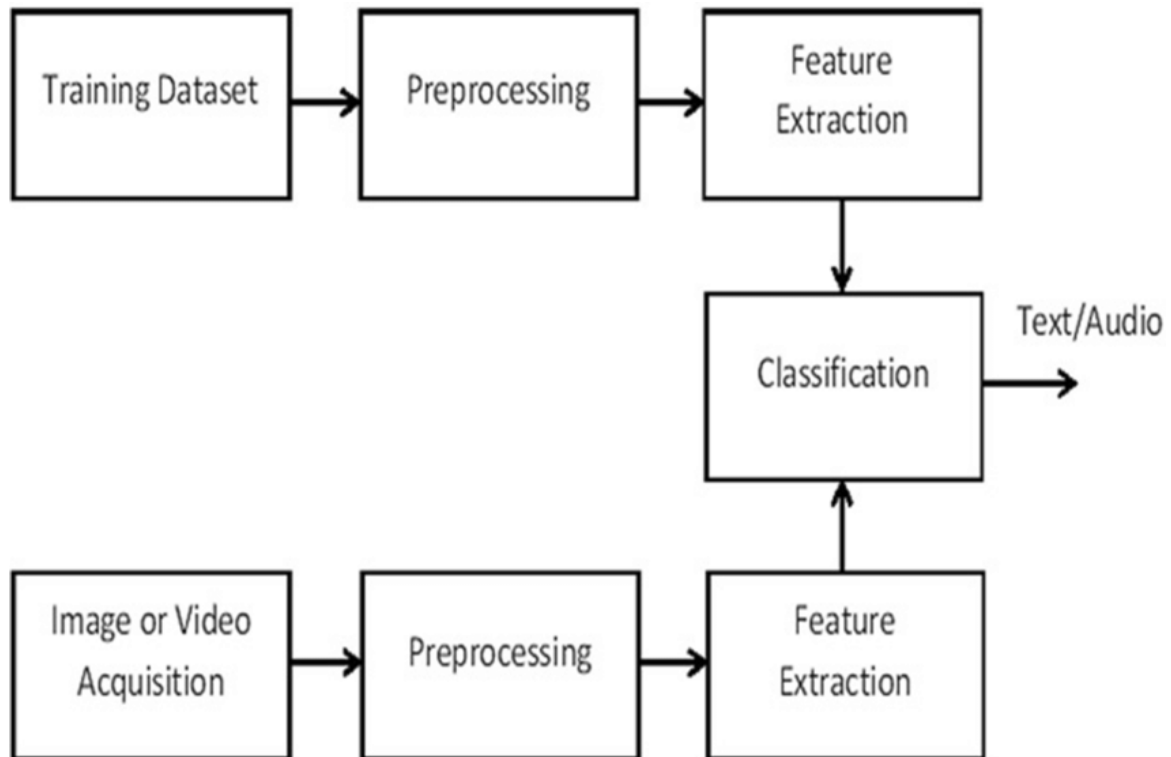 Training Dataset
Preprocessing
Feature
Extraction
Classification
Text/Audio
Image or Video
Acquisition
Preprocessing
Feature
Extraction